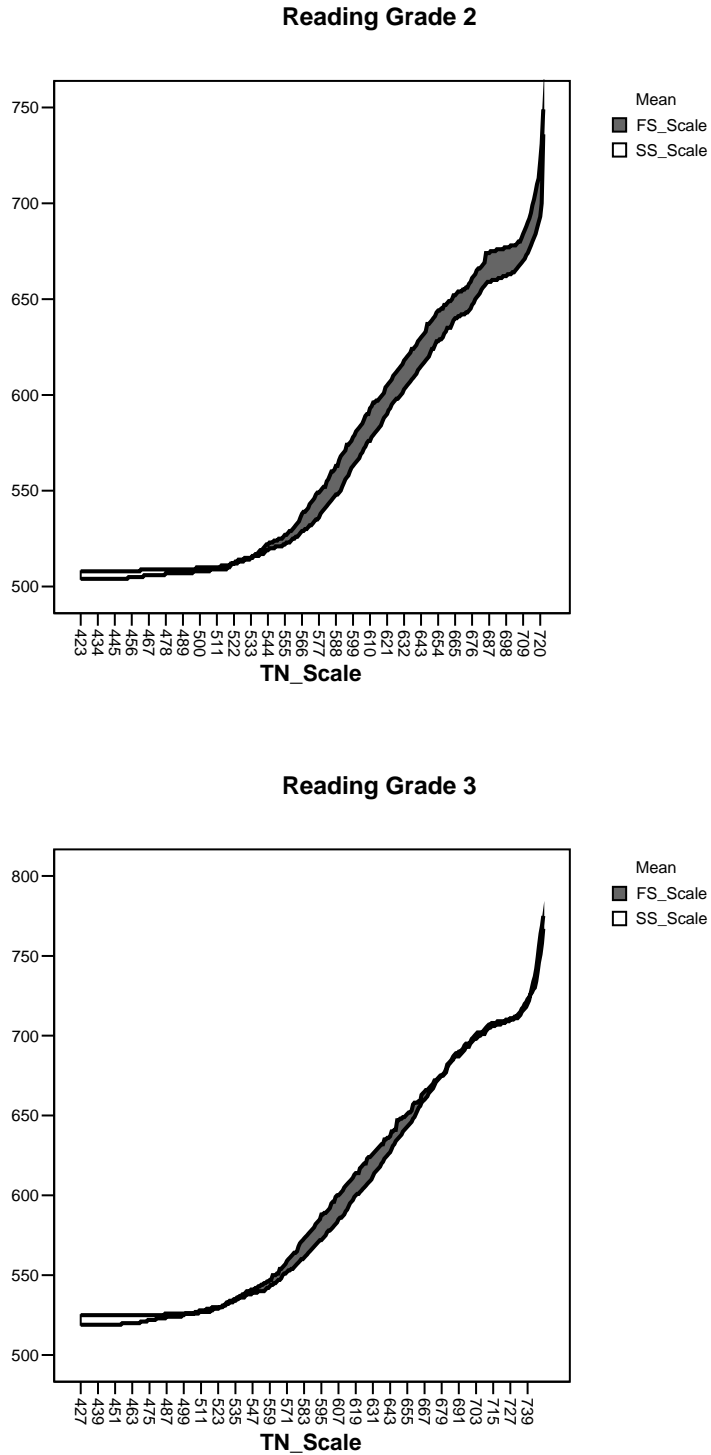 Reading Grade 2
Mean
FS_Scale
SS_Scale
750
700
650
600
550
500
423 434 445 456 467 478 489 500 511 522 533 544 555 566 577 588 599 610 621 632 643 654 665 676 687 698 709 720
TN_Scale
Reading Grade 3
Mean
FS_Scale
SS_Scale
800
750
700
650
600
550
500
427 439 451 463 475 487 499 511 523 535 547 559 571 583 595 607 619 631 643 655 667 679 691 703 715 727 739
TN_Scale